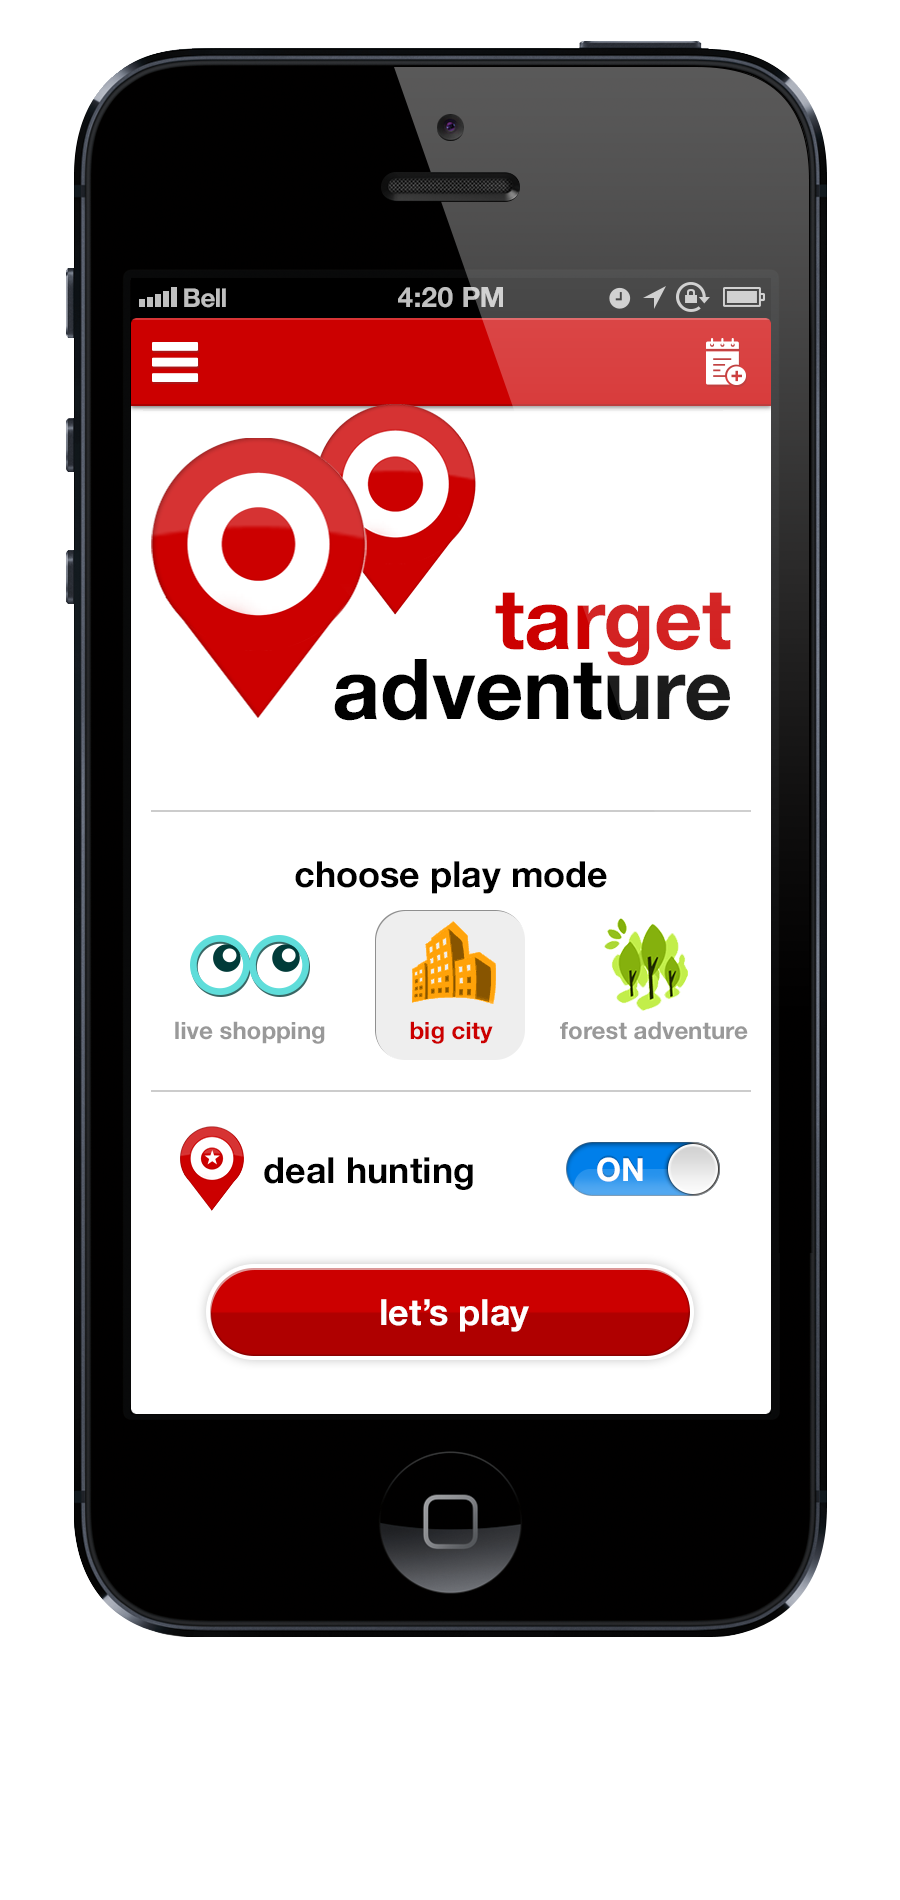 Bell 4:20 PM
target
adventure
choose play mode
live shopping big city forest adventure
deal hunting ON
let’s play